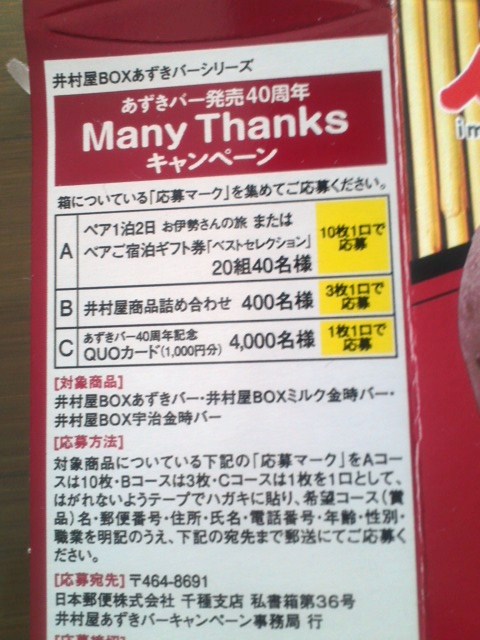 井村屋BOXあずきバーシリーズ
あずきバー発売40周年
Many Thanks
キャンペーン
箱についている「応募マーク」を集めてご応募ください。
A
ペア1泊2日 お伊勢さんの旅 または
ペアご宿泊ギフト券「ベストセレクション」
20組40名様
10枚1口で
応募
B
井村屋商品詰め合わせ 400名様
3枚1口で
応募
C
あずきバー40周年記念
QUOカード(1,000円分) 4,000名様
1枚1口で
応募
[対象商品]
井村屋BOXあずきバー・井村屋BOXミルク金時バー・
井村屋BOX宇治金時バー
[応募方法]
対象商品についている下記の「応募マーク」をAコー
スは10枚・Bコースは3枚・Cコースは1枚を1口として、
はがれないようテープでハガキに貼り、希望コース(賞
品)名・郵便番号・住所・氏名・電話番号・年齢・性別・
職業を明記のうえ、下記の宛先まで郵送にてご応募く
ださい。
[応募宛先] 〒464-8691
日本郵便株式会社 千種支店 私書箱第36号
井村屋あずきバーキャンペーン事務局 行
im